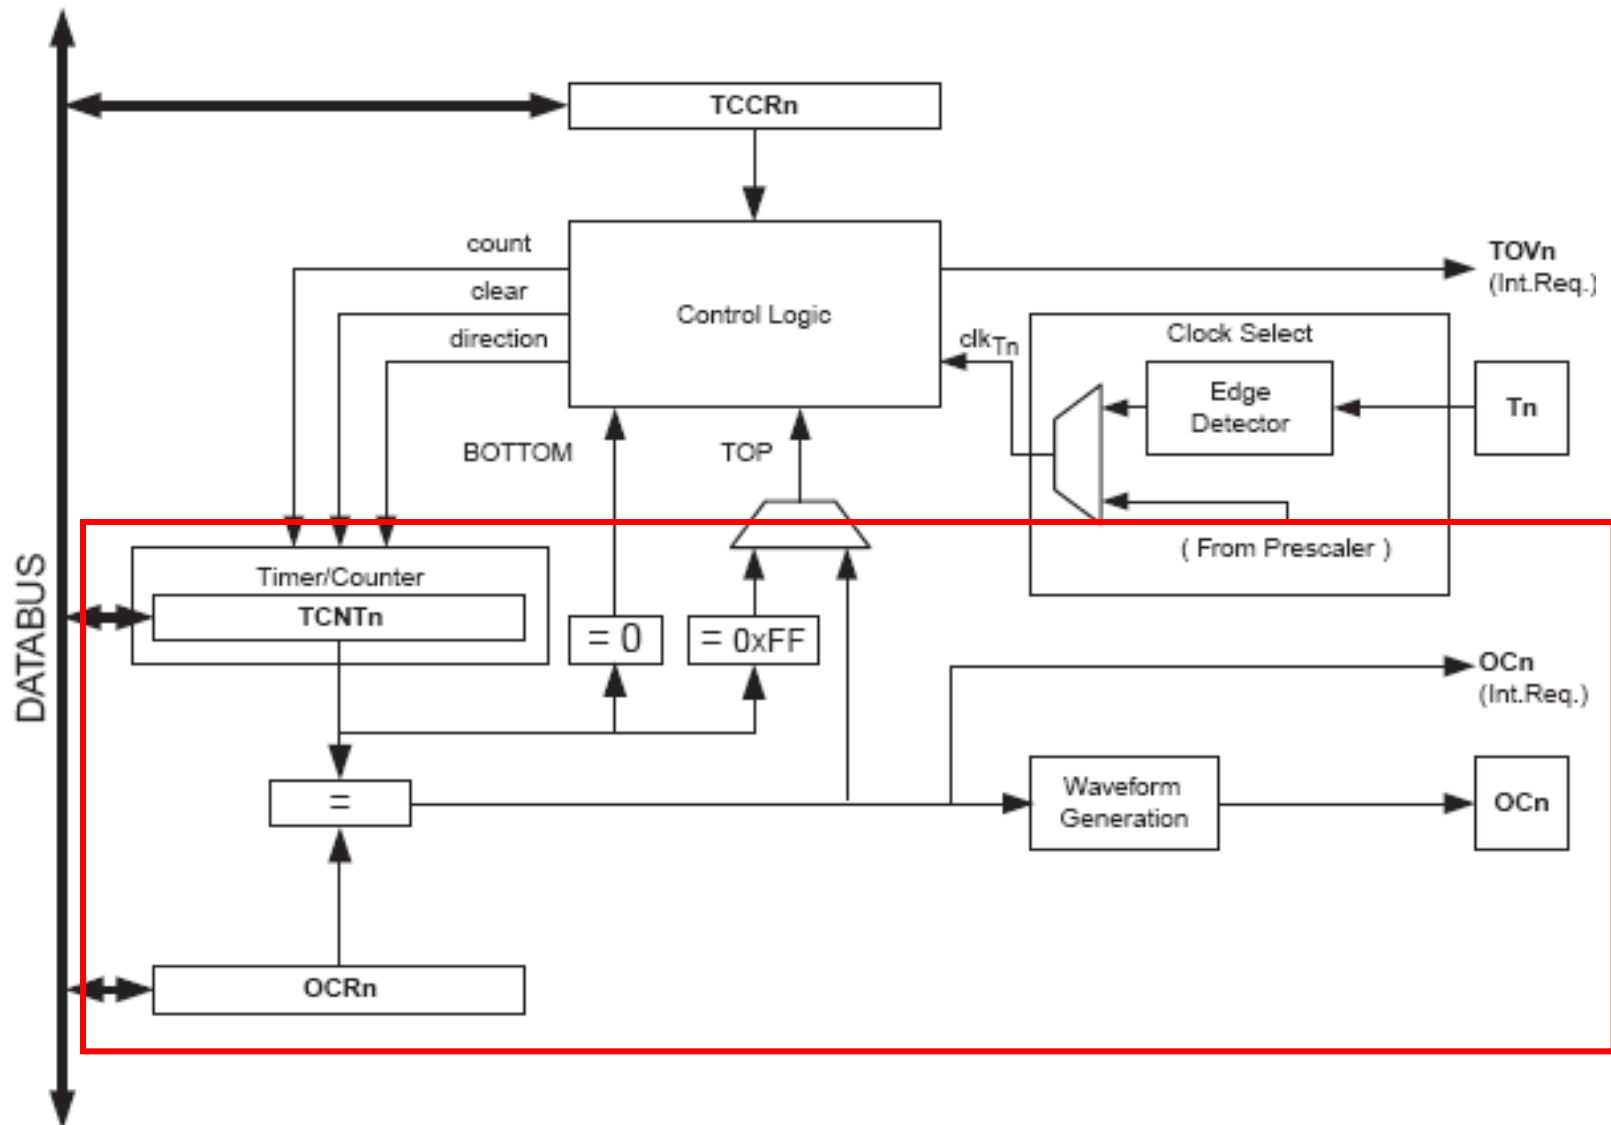 TCCRn
count
clear
direction
Control Logic
TOVn
(Int.Req.)
clkTn
Clock Select
Edge
Detector
Tn
BOTTOM
TOP
( From Prescaler )
DATABUS
Timer/Counter
TCNTn
= 0
= 0xFF
OCn
(Int.Req.)
=
Waveform
Generation
OCn
OCRn